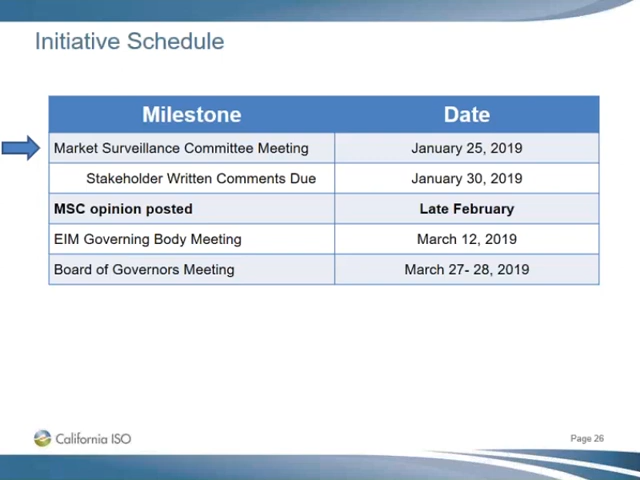 Initiative Schedule
Milestone Date
Market Surveillance Committee Meeting January 25, 2019
Stakeholder Written Comments Due January 30, 2019
MSC opinion posted Late February
EIM Governing Body Meeting March 12, 2019
Board of Governors Meeting March 27- 28, 2019
California ISO Page 26